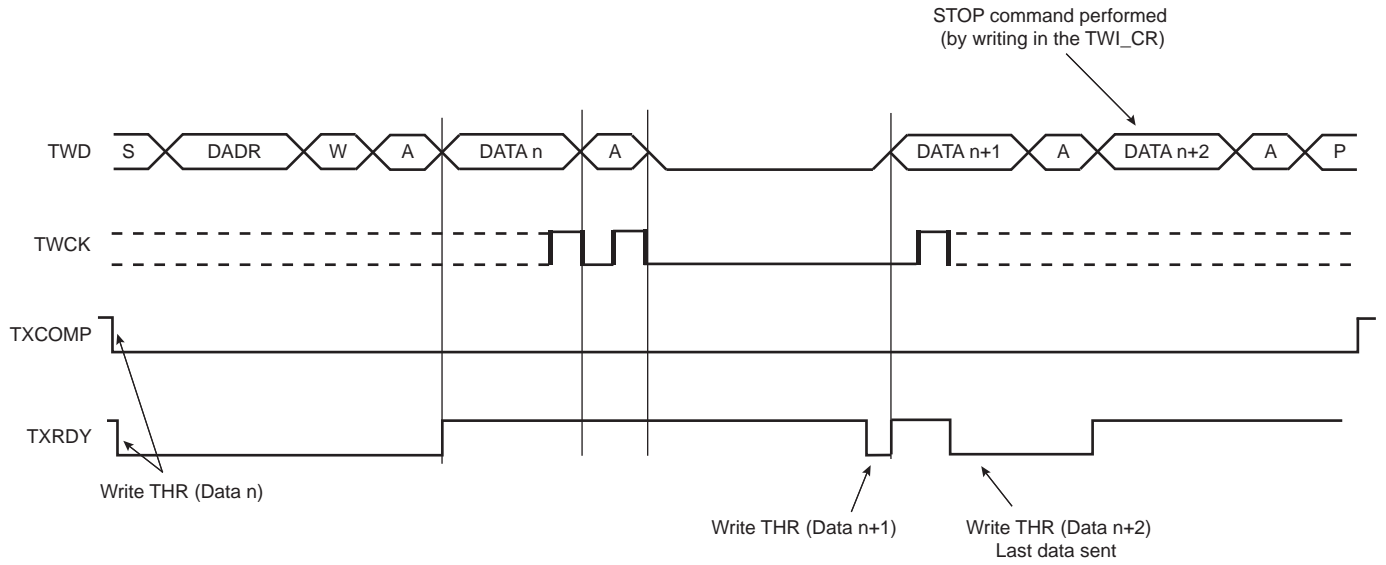 STOP command performed
(by writing in the TWI_CR)
TWD
S
DADR
W
A
DATA n
A
DATA n+1
A
DATA n+2
A
P
TWCK
TXCOMP
TXRDY
Write THR (Data n)
Write THR (Data n+1)
Write THR (Data n+2)
Last data sent